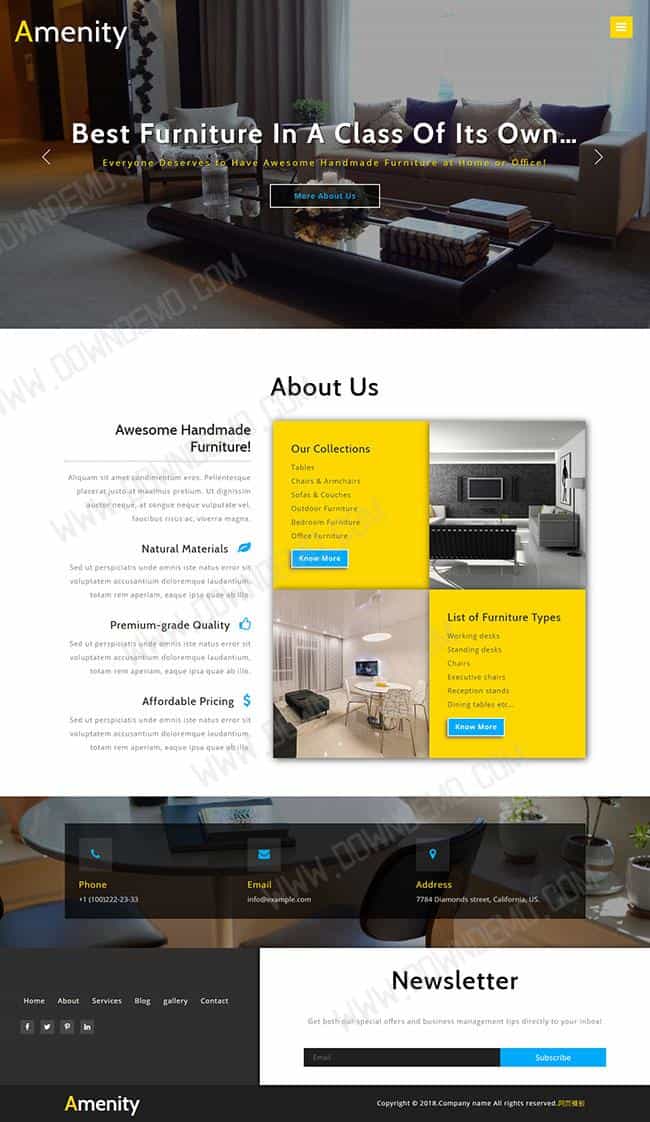 Amenity
Best Furniture In A Class Of Its Own...
Everyone Deserves to Have Awesome Handmade Furniture at Home or Office!
More About Us
WWW.DOWNDEMO.COM
About Us
Awesome Handmade
Furniture!
Aliquam sit amet condimentum eros. Pellentesque
placerat justo at maximus pretium. Ut dignissim
auctor neque, at congue neque vulputate vel.
faucibus risus ac, viverra magna.
Natural Materials
Sed ut perspiciatis unde omnis iste natus error sit
voluptatem accusantium doloremque laudantium,
totam rem aperiam, eaque ipsa quae ab illo.
Premium-grade Quality
Sed ut perspiciatis unde omnis iste natus error sit
voluptatem accusantium doloremque laudantium,
totam rem aperiam, eaque ipsa quae ab illo.
Affordable Pricing $
Sed ut perspiciatis unde omnis iste natus error sit
voluptatem accusantium doloremque laudantium,
totam rem aperiam, eaque ipsa quae ab illo.
Our Collections
Tables
Chairs & Armchairs
Sofas & Couches
Outdoor Furniture
Bedroom Furniture
Office Furniture
Know More
List of Furniture Types
Working desks
Standing desks
Chairs
Executive chairs
Reception stands
Dining tables etc...
Know More
Phone
+1 (100)222-23-33
Email
info@example.com
Address
7784 Diamonds street, California, US.
Home About Services Blog gallery Contact
Newsletter
Get both our special offers and business management tips directly to your inbox!
Email
Subscribe
Amenity
Copyright © 2018.Company name All rights reserved.网页模板